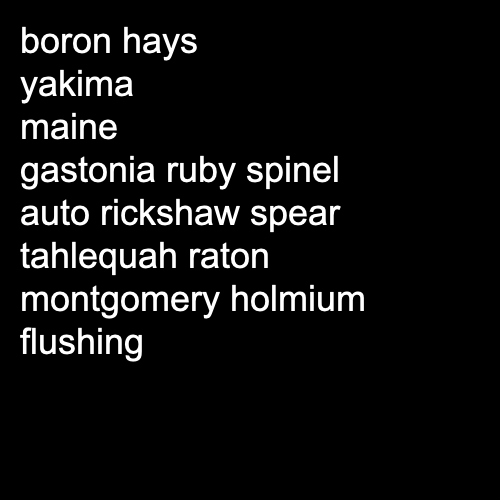 boron hays
yakima
maine
gastonia ruby spinel
auto rickshaw spear
tahlequah raton
montgomery holmium
flushing